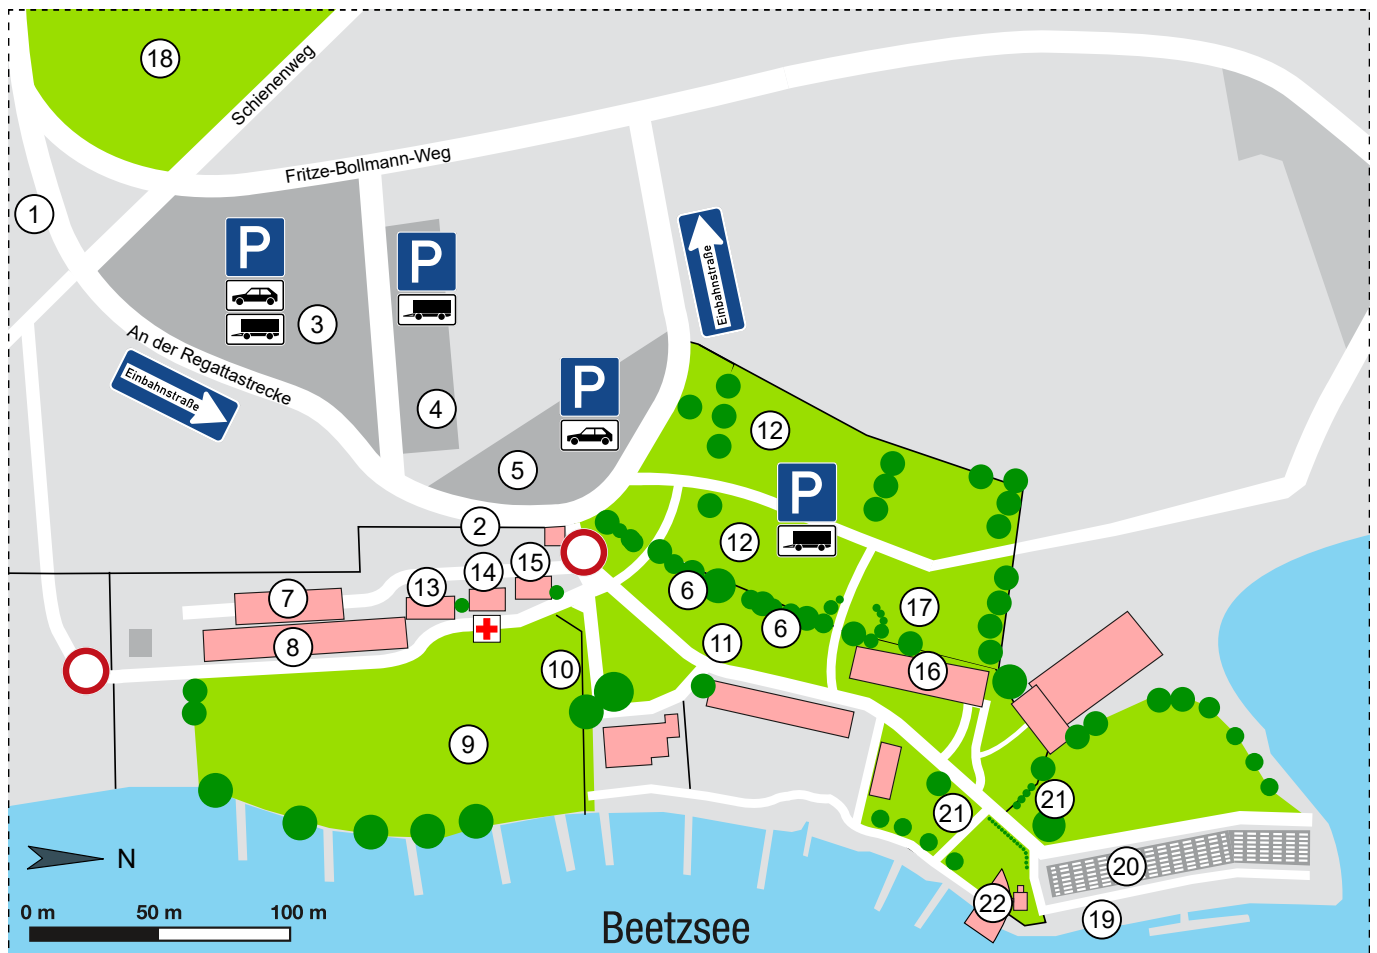 18
Schienenweg
Fritze-Bollmann-Weg
1
P
P
3
Einbahnstraße
An der Regattastrecke
Einbahnstraße
P
4
12
5
P
2
12
15
14
13
6
7
17
6
8
11
10
16
9
21
21
N
20
22
19
0 m
50 m
100 m
Beetzsee